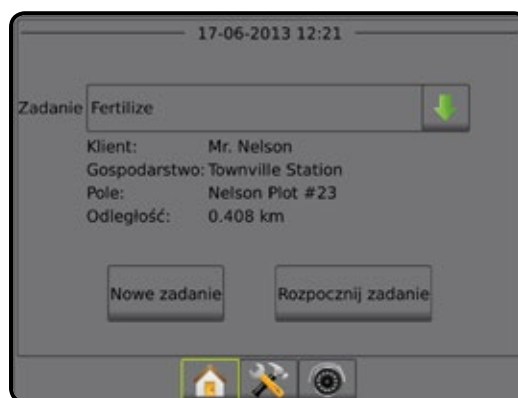 17-06-2013 12:21
Zadanie Fertilize
Klient: Mr. Nelson
Gospodarstwo: Townville Station
Pole: Nelson Plot #23
Odległość: 0.408 km
Nowe zadanie Rozpocznij zadanie